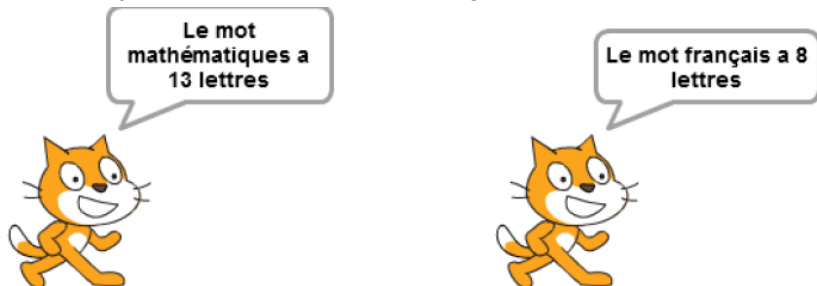 Le mot
mathématiques a
13 lettres
Le mot français a 8
lettres